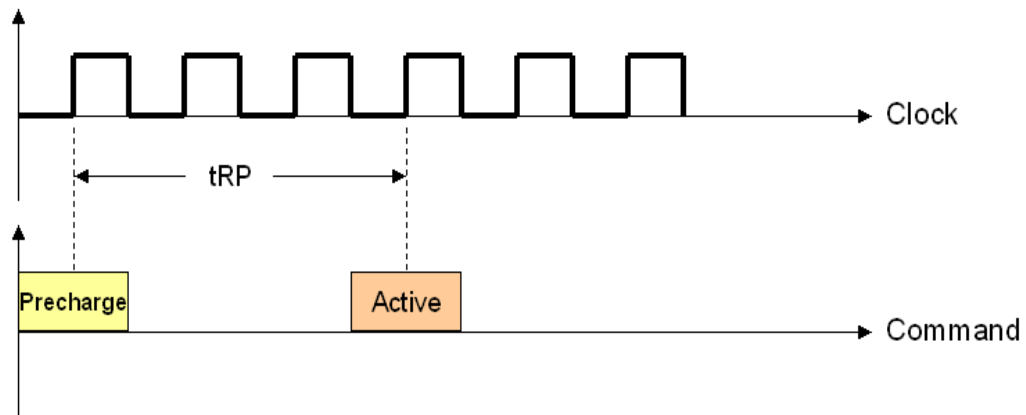 Clock
tRP
Precharge
Active
Command